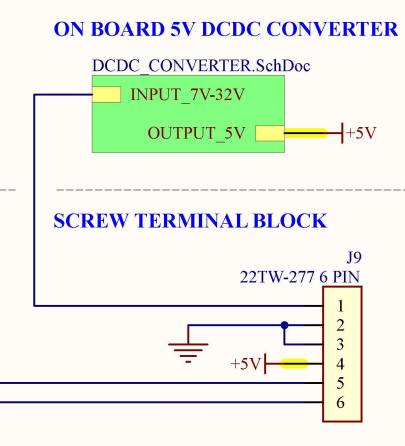 ON BOARD 5V DCDC CONVERTER
DCDC_CONVERTER.SchDoc
INPUT_7V-32V
OUTPUT_5V
+5V
SCREW TERMINAL BLOCK
J9
22TW-277 6 PIN
1
2
3
+5V
4
5
6